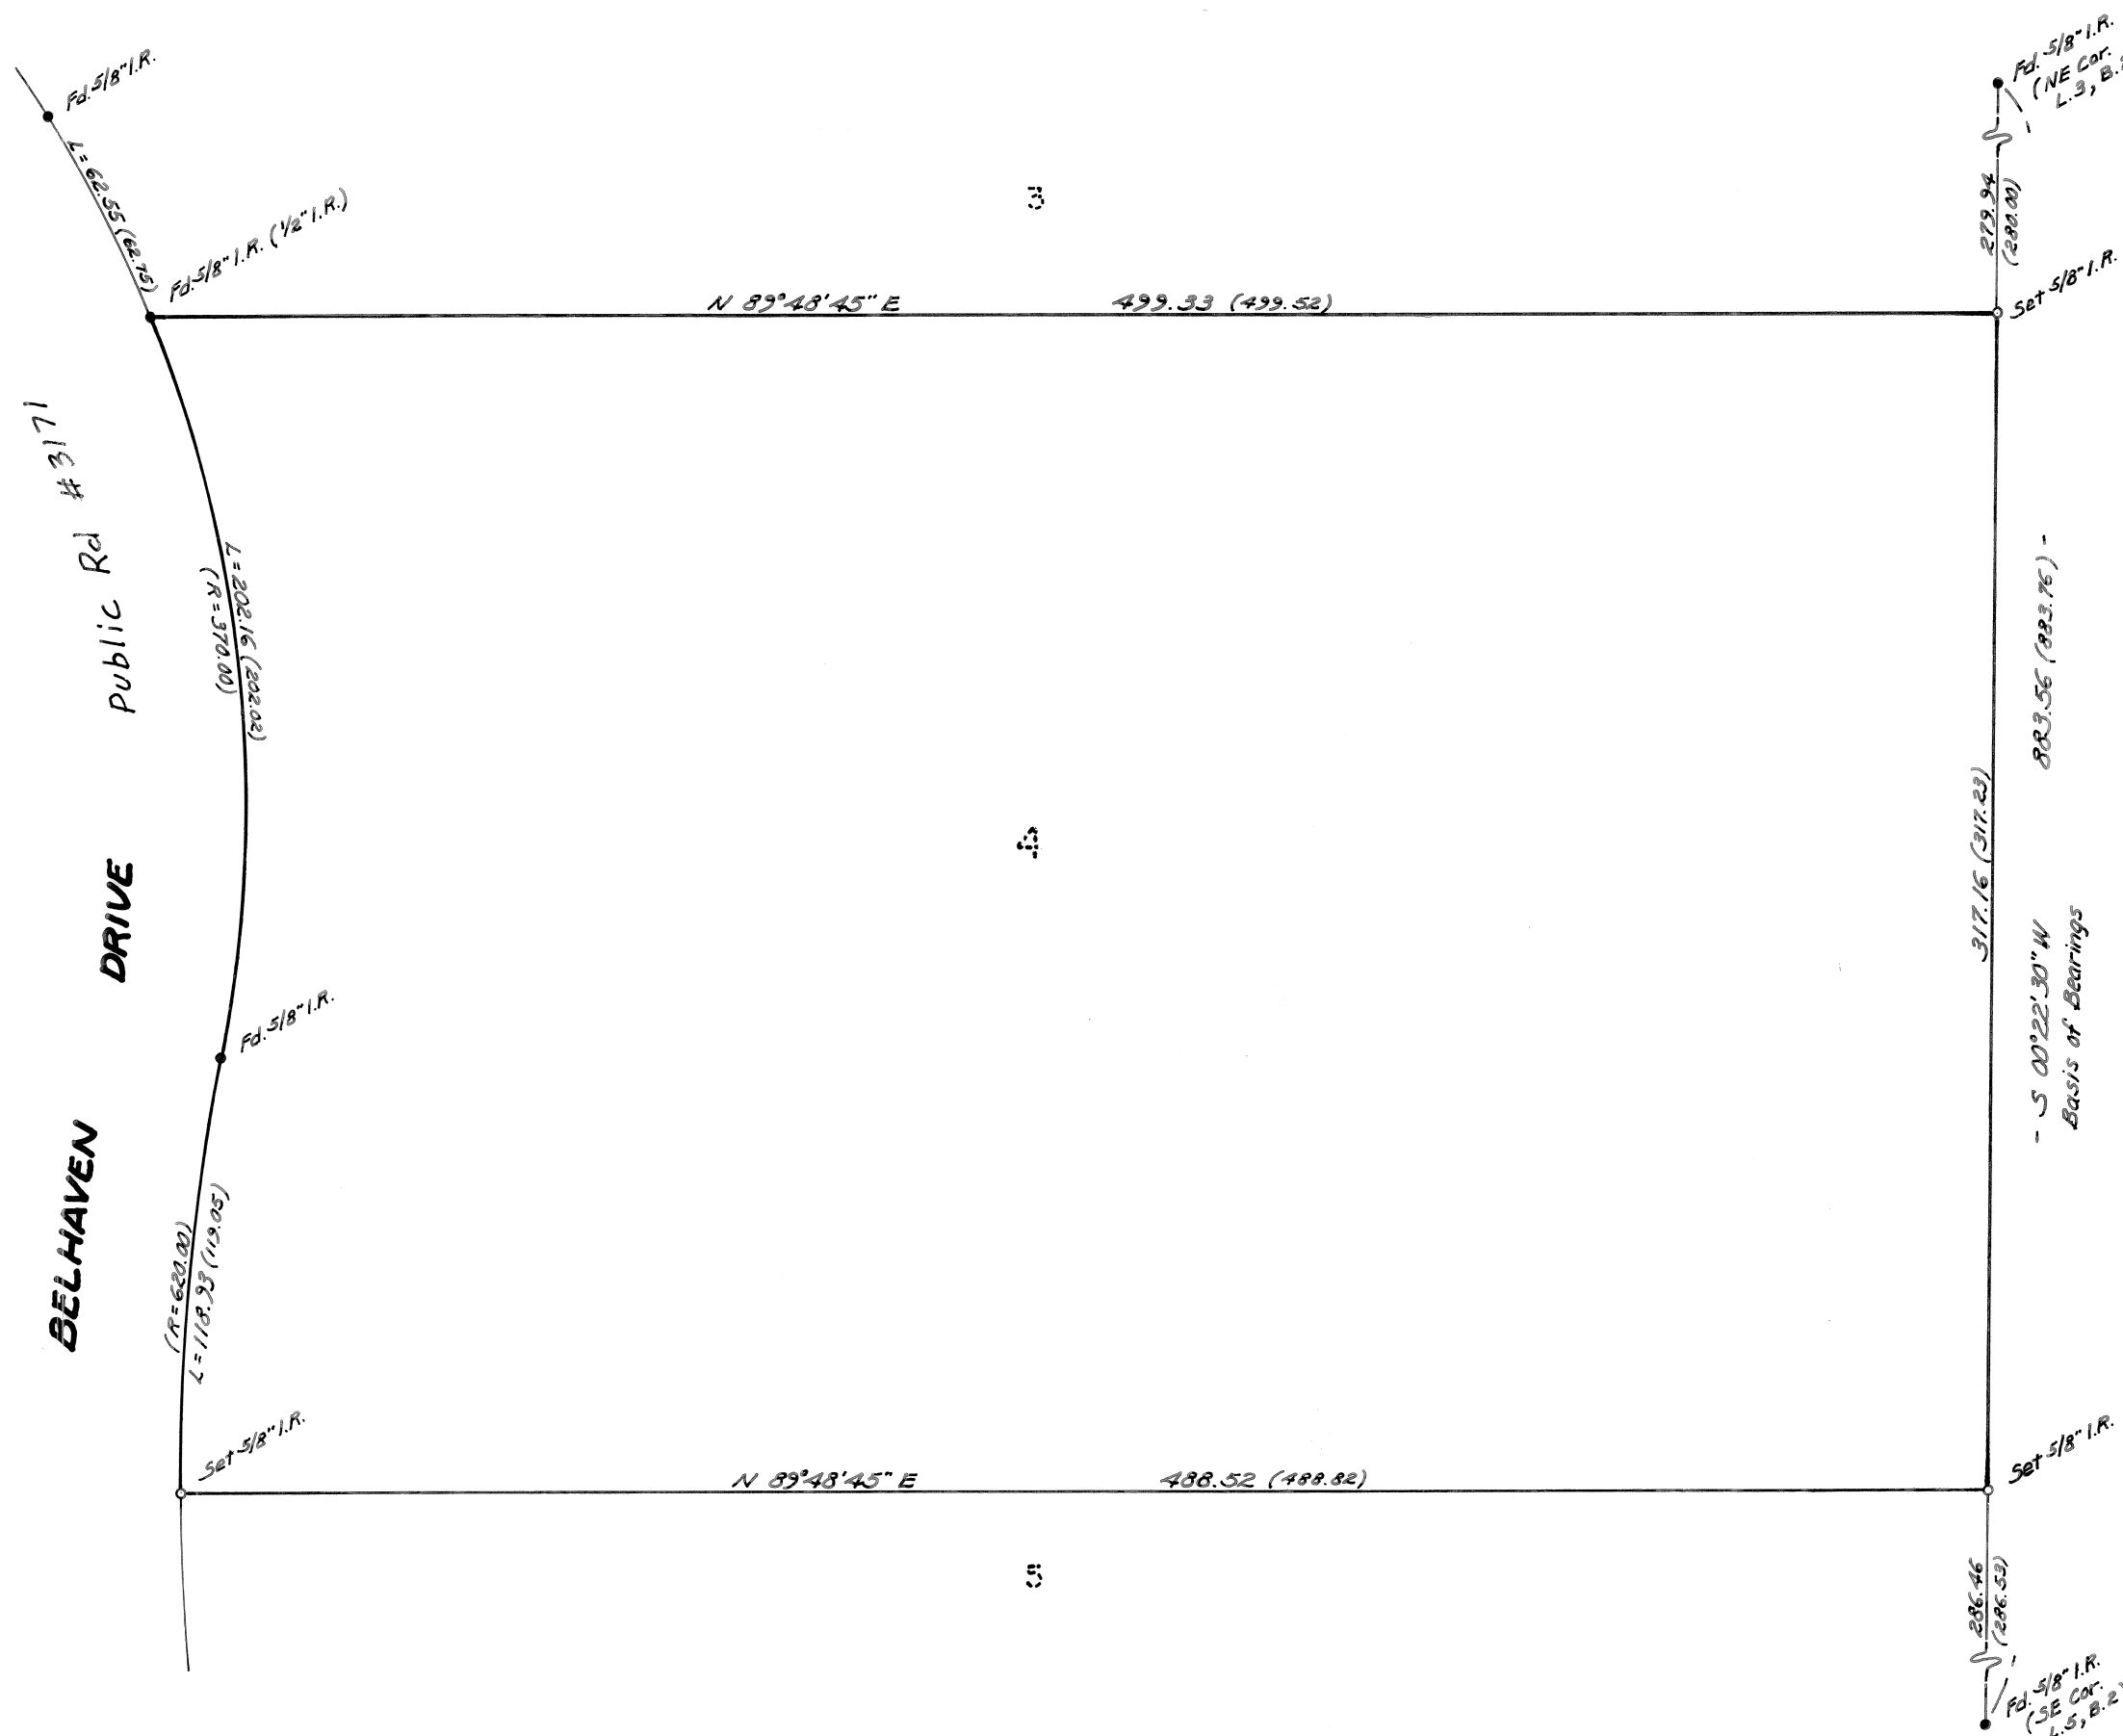 Fd. 5/8" I.R.
L = 62.55 (62.75)
Fd. 5/8" I.R. (1/2" I.R.)
3
Fd. 5/8" I.R.
(NE Cor.
L.3, B.
279.94
(280.00)
Set 5/8" I.R.
N 89°48'45" E 499.33 (499.52)
Public Rd #3171
L = 202.16 (202.02)
(R = 370.00)
BELHAVEN DRIVE
4
317.16 (317.23)
- S 00°22'30" W 883.56 (883.76) -
Basis of Bearings
Fd. 5/8" I.R.
(R = 620.00)
L = 118.93 (119.05)
Set 5/8" I.R.
N 89°48'45" E 488.52 (488.82)
Set 5/8" I.R.
5
286.46
(286.53)
Fd. 5/8" I.R.
(SE Cor.
L.5, B.2